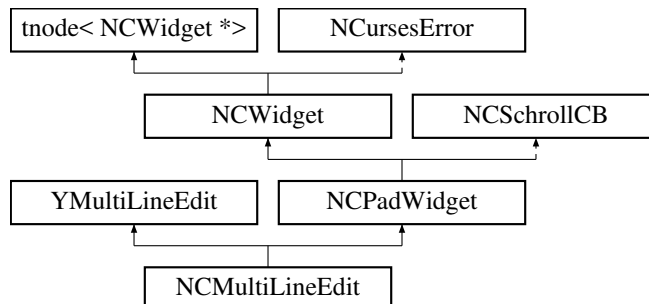 tnode< NCWidget *>
NCursesError
NCWidget
NCSchrollCB
YMultiLineEdit
NCPadWidget
NCMultiLineEdit